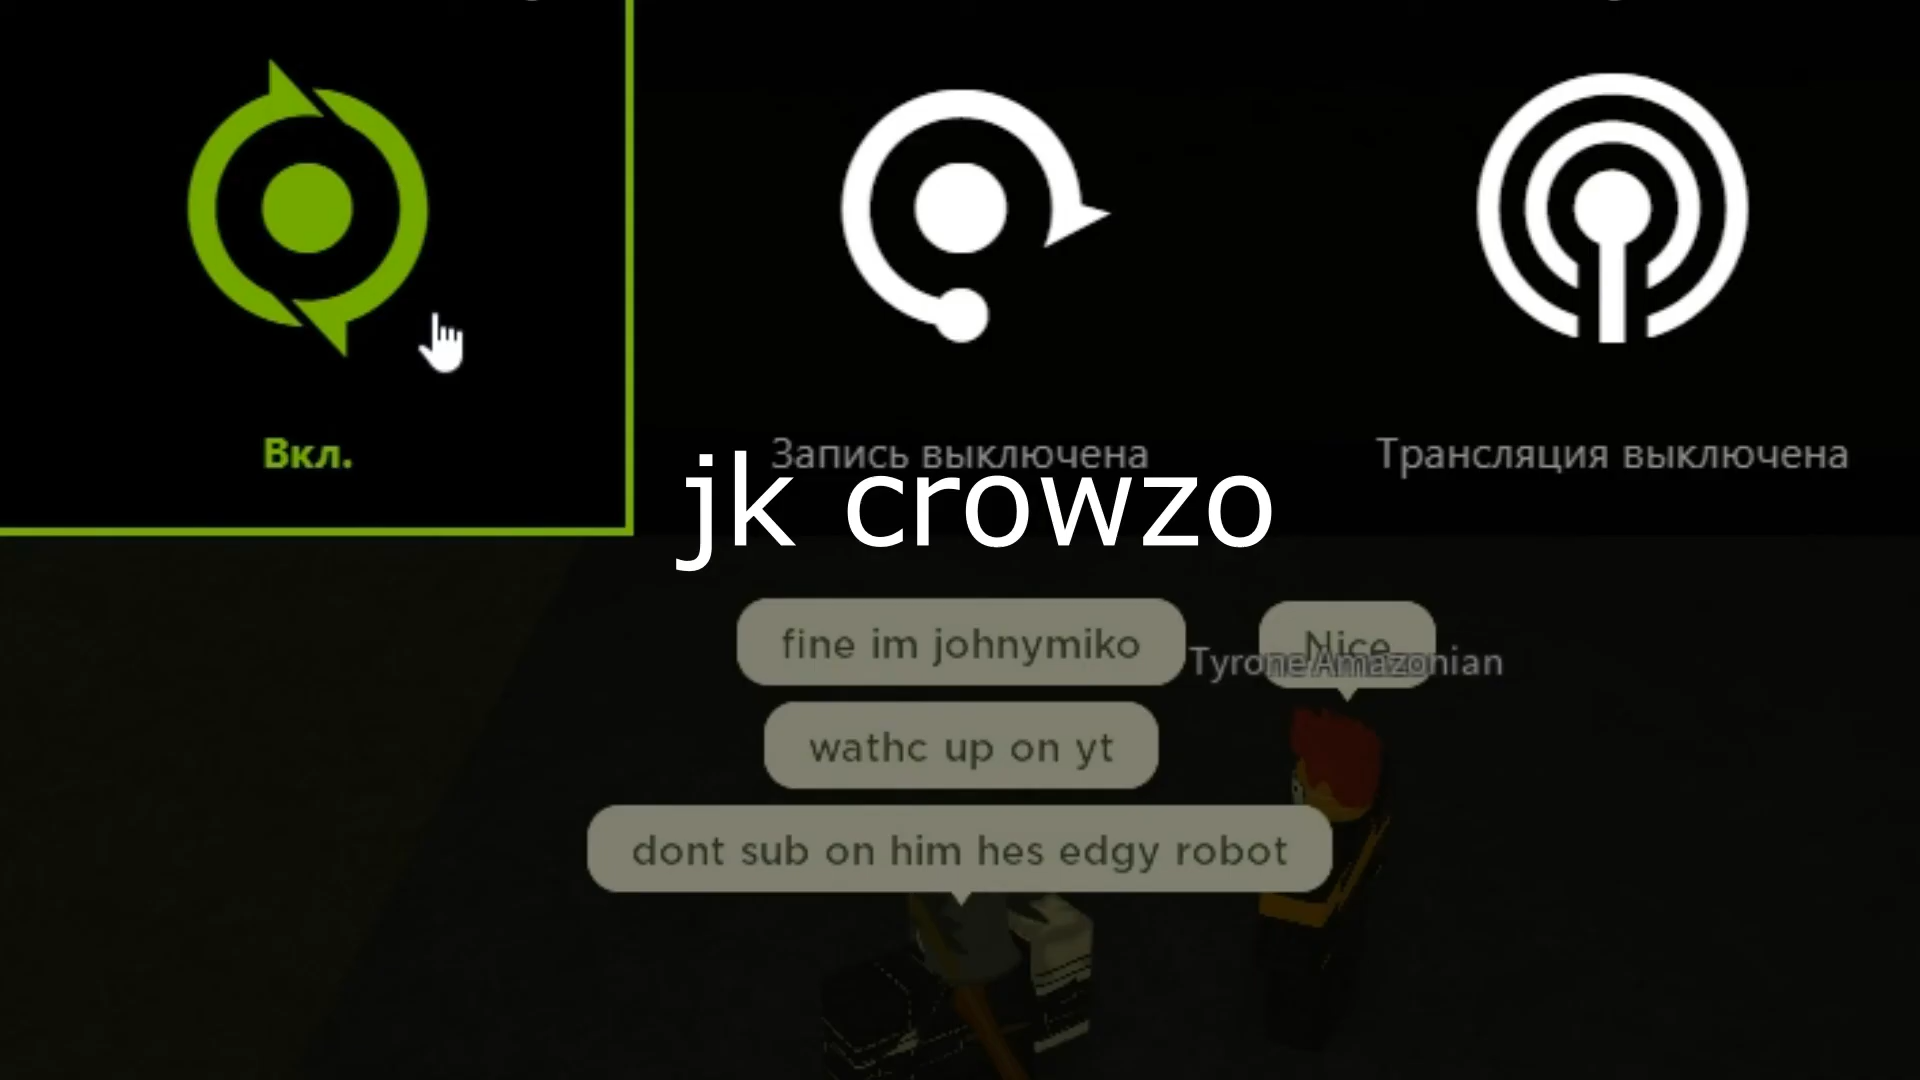 Вкл.
Запись выключена
Трансляция выключена
jk crowzo
fine im johnymiko
Nice
TyroneAmazonian
wathc up on yt
dont sub on him hes edgy robot